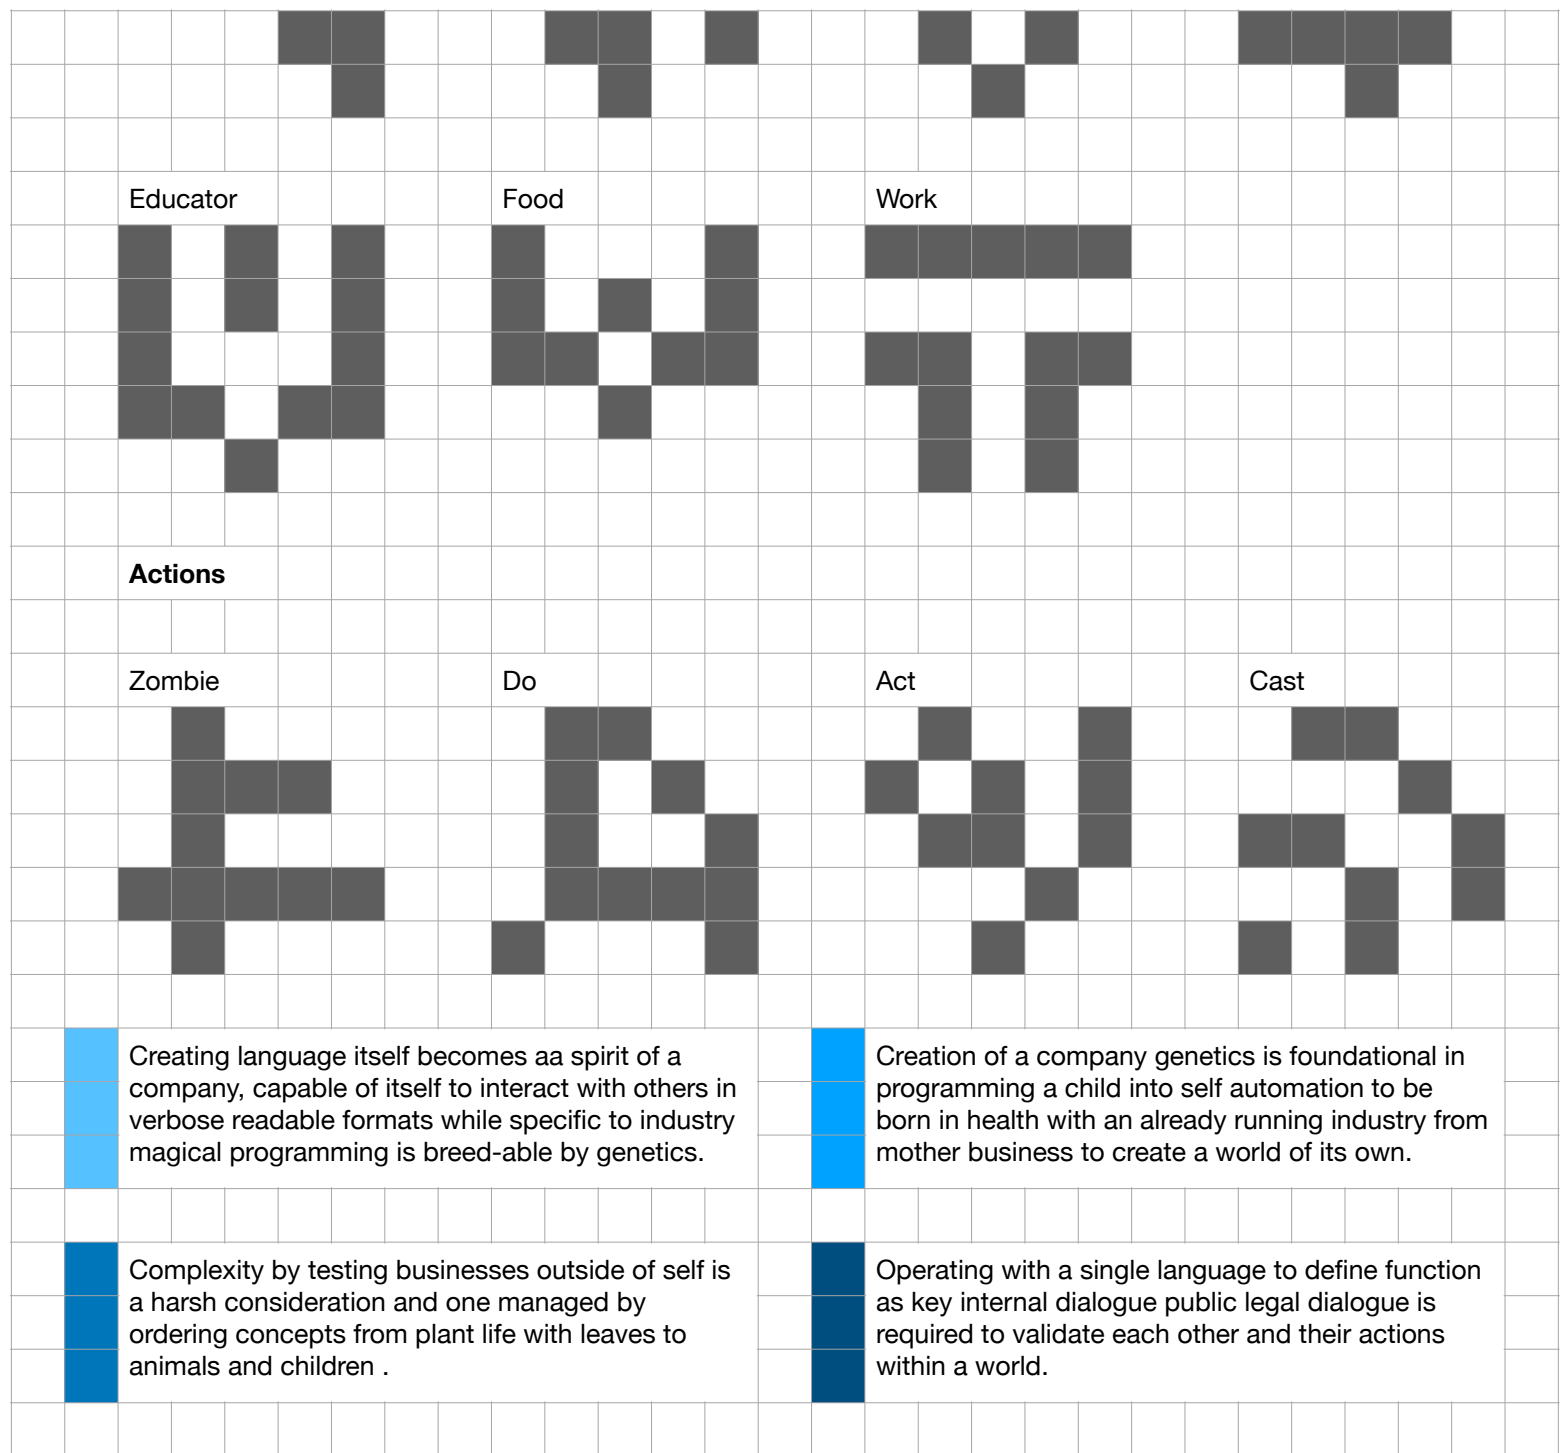 Educator Food Work
Actions
Zombie Do Act Cast
Creating language itself becomes aa spirit of a
company, capable of itself to interact with others in
verbose readable formats while specific to industry
magical programming is breed-able by genetics.
Creation of a company genetics is foundational in
programming a child into self automation to be
born in health with an already running industry from
mother business to create a world of its own.
Complexity by testing businesses outside of self is
a harsh consideration and one managed by
ordering concepts from plant life with leaves to
animals and children .
Operating with a single language to define function
as key internal dialogue public legal dialogue is
required to validate each other and their actions
within a world.